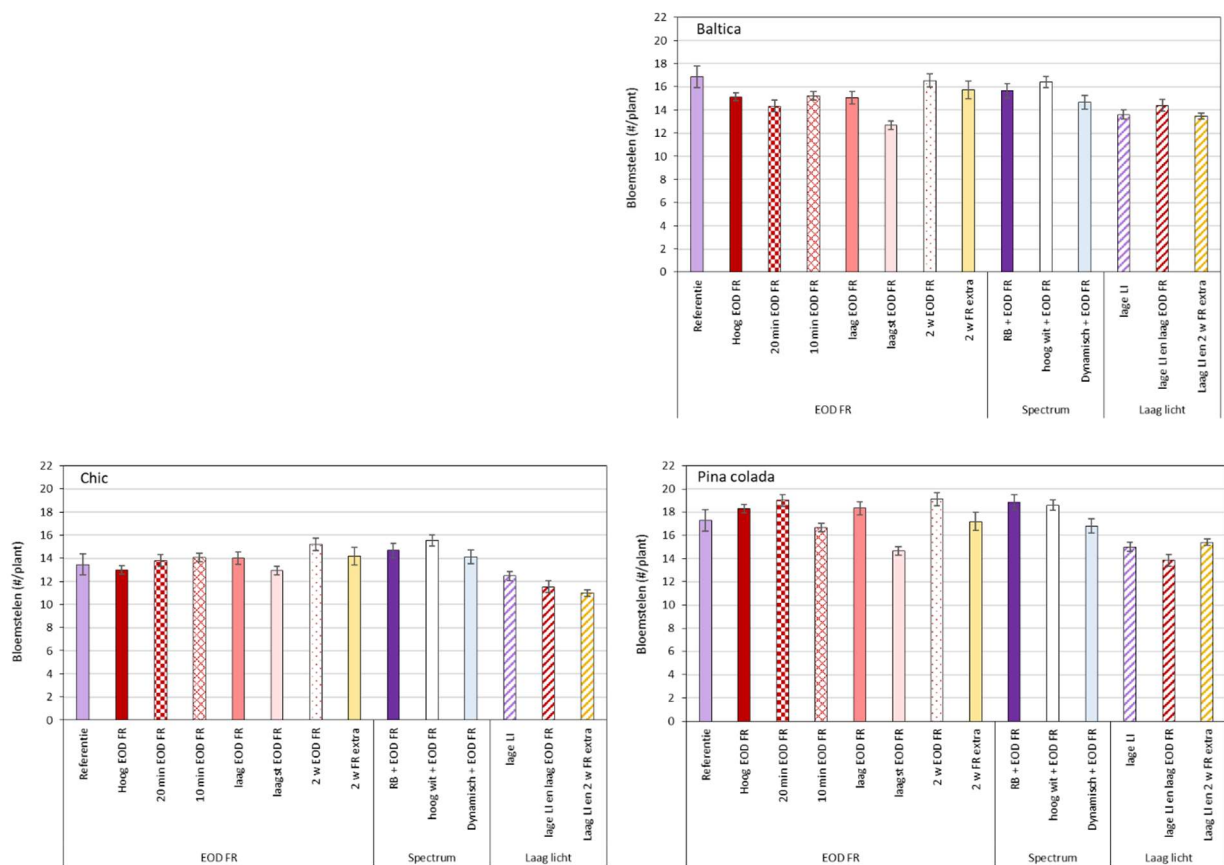 Baltica
Bloemstelen (#/plant)
22
20
18
16
14
12
10
8
6
4
2
0
Referentie
Hoog EOD FR
20 min EOD FR
10 min EOD FR
laag EOD FR
laagst EOD FR
2 w EOD FR
2 w FR extra
RB + EOD FR
hoog wit + EOD FR
Dynamisch + EOD FR
lage LI
lage LI en laag EOD FR
Laag LI en 2 w FR extra
EOD FR
Spectrum
Laag licht
Chic
Bloemstelen (#/plant)
22
20
18
16
14
12
10
8
6
4
2
0
Referentie
Hoog EOD FR
20 min EOD FR
10 min EOD FR
laag EOD FR
laagst EOD FR
2 w EOD FR
2 w FR extra
RB + EOD FR
hoog wit + EOD FR
Dynamisch + EOD FR
lage LI
lage LI en laag EOD FR
Laag LI en 2 w FR extra
EOD FR
Spectrum
Laag licht
Pina colada
Bloemstelen (#/plant)
22
20
18
16
14
12
10
8
6
4
2
0
Referentie
Hoog EOD FR
20 min EOD FR
10 min EOD FR
laag EOD FR
laagst EOD FR
2 w EOD FR
2 w FR extra
RB + EOD FR
hoog wit + EOD FR
Dynamisch + EOD FR
lage LI
lage LI en laag EOD FR
Laag LI en 2 w FR extra
EOD FR
Spectrum
Laag licht